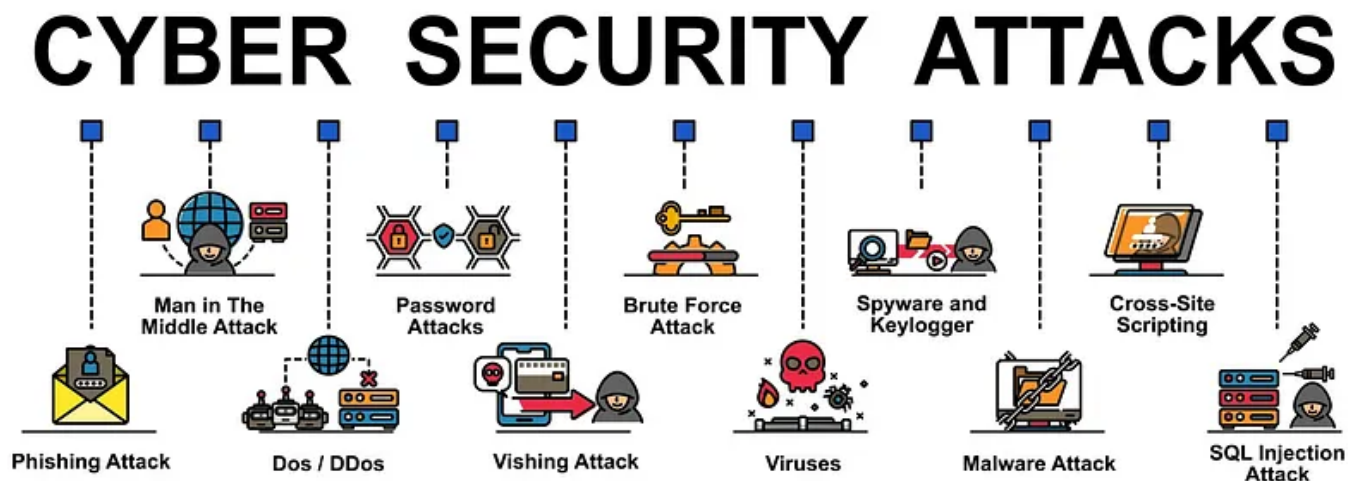 CYBER SECURITY ATTACKS
Man in The
Middle Attack
Password
Attacks
Brute Force
Attack
Spyware and
Keylogger
Cross-Site
Scripting
Phishing Attack
Dos / DDos
Vishing Attack
Viruses
Malware Attack
SQL Injection
Attack